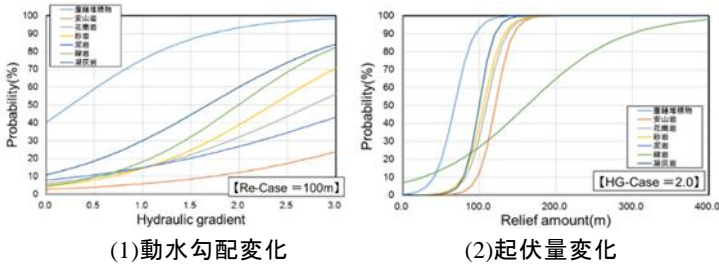 100
90
80
70
60
50
40
30
20
10
0
Probability(%)
崖錐堆積物
安山岩
花崗岩
砂岩
泥岩
緑岩
凝灰岩
【Re-Case =100m】
0.0 0.5 1.0 1.5 2.0 2.5 3.0
Hydraulic gradient
(1)動水勾配変化
100
90
80
70
60
50
40
30
20
10
0
Probability(%)
崖錐堆積物
安山岩
花崗岩
砂岩
泥岩
緑岩
凝灰岩
【HG-Case =2.0】
0.0 100.0 200.0 300.0 400.0
Relief amount(m)
(2)起伏量変化